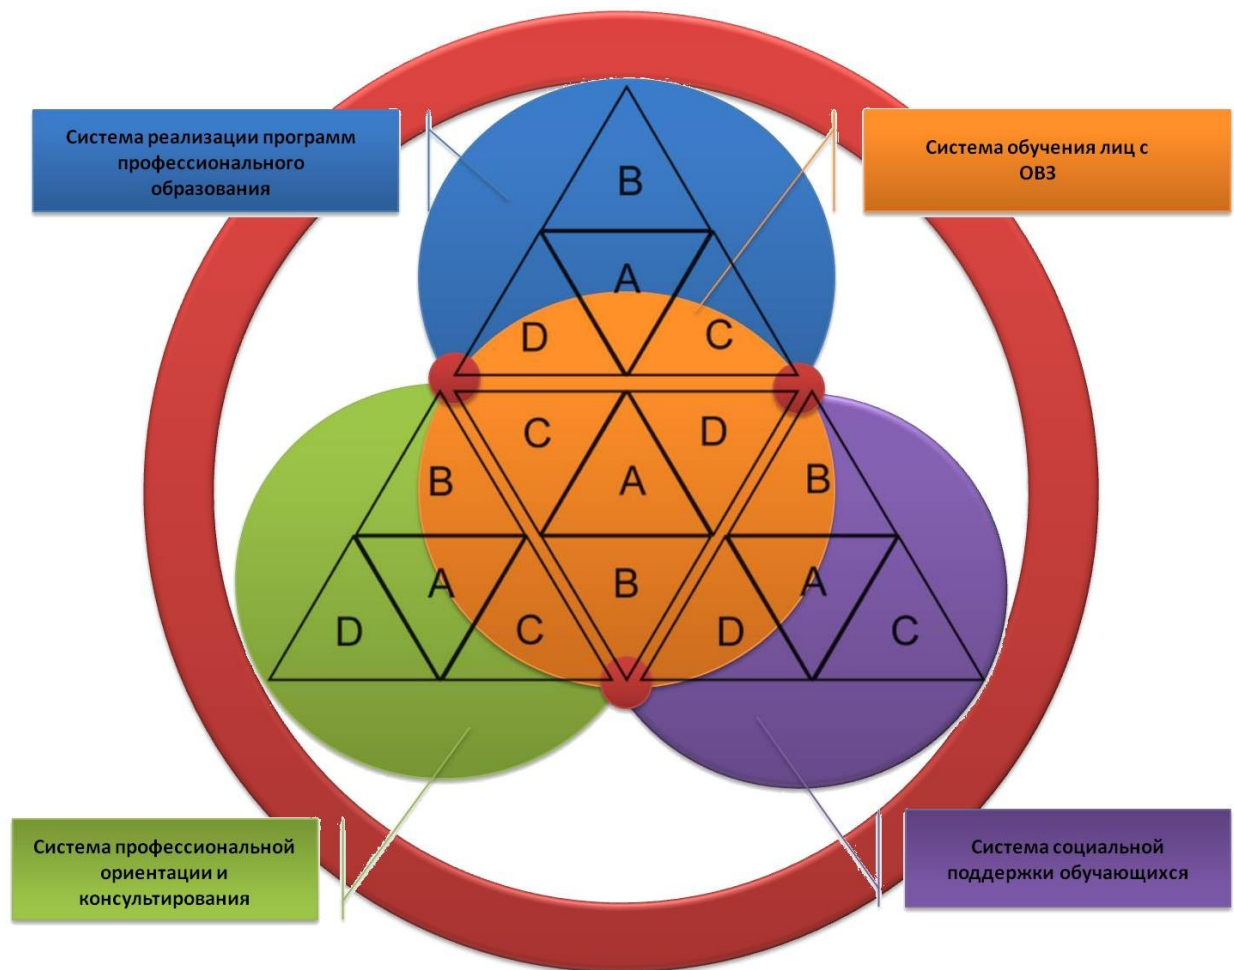 Система реализации программ
профессионального
образования
Система обучения лиц с
ОВЗ
B
A
D
C
C
D
B
A
B
A
B
A
D
C
D
C
Система профессиональной
ориентации и
консультирования
Система социальной
поддержки обучающихся